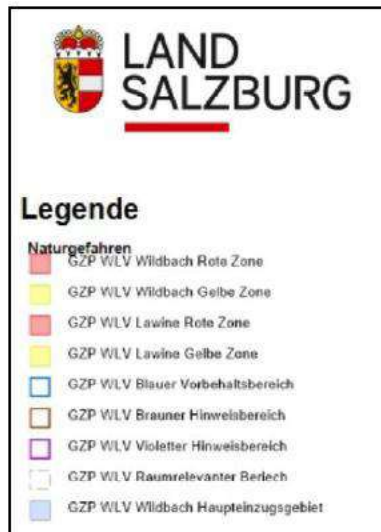 LAND
SALZBURG
Legende
Naturgefahren
GZP WLV Wildbach Rote Zone
GZP WLV Wildbach Gelbe Zone
GZP WLV Lawine Rote Zone
GZP WLV Lawine Gelbe Zone
GZP WLV Blauer Vorbehaltsbereich
GZP WLV Brauner Hinweisbereich
GZP WLV Violetter Hinweisbereich
GZP WLV Raumrelevanter Beriech
GZP WLV Wildbach Haupteinzugsgebiet